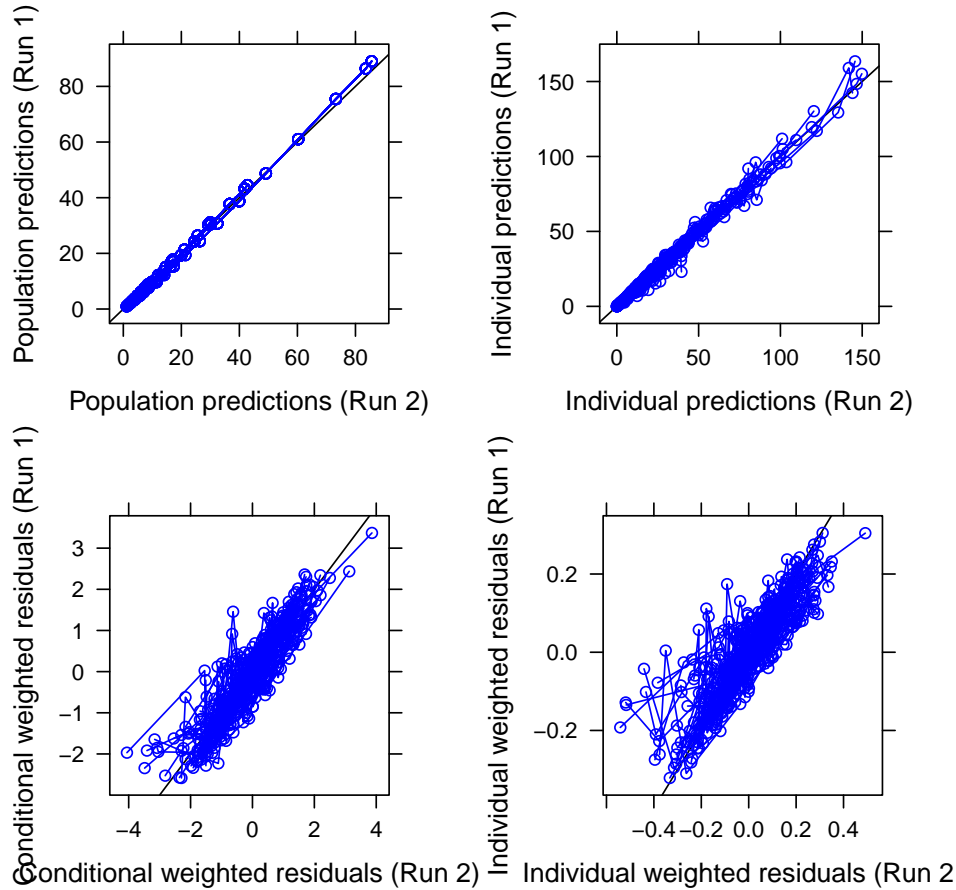 Population predictions (Run 1)
80
60
40
20
0
0 20 40 60 80
Population predictions (Run 2)
Individual predictions (Run 1)
150
100
50
0
0 50 100 150
Individual predictions (Run 2)
Conditional weighted residuals (Run 1)
3
2
1
0
−1
−2
−4 −2 0 2 4
Conditional weighted residuals (Run 2)
Individual weighted residuals (Run 1)
0.2
0.0
−0.2
−0.4 −0.2 0.0 0.2 0.4
Individual weighted residuals (Run 2